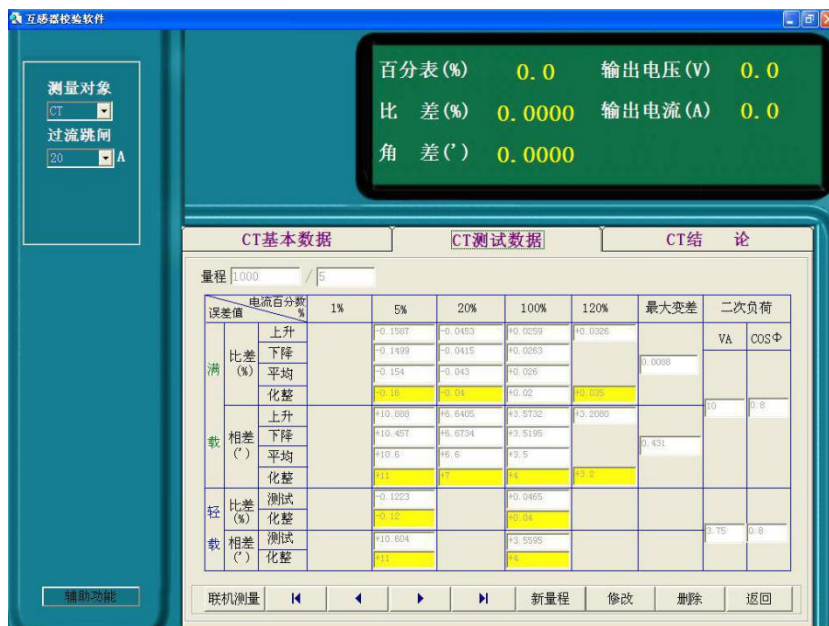 互感器校验软件
测量对象
CT
过流跳闸
20 A
百分表(%) 0.0 输出电压(V) 0.0
比 差(%) 0.0000 输出电流(A) 0.0
角 差(') 0.0000
CT基本数据 CT测试数据 CT结 论
量程 1000 / 5
电流百分数 % 误差值 1% 5% 20% 100% 120% 最大变差 二次负荷
VA COSΦ
满载 比差(%) 上升 -0.1587 -0.0453 +0.0259 +0.0326
下降 -0.1499 -0.0415 +0.0263
0.0088
平均 -0.154 -0.043 +0.026
化整 -0.16 -0.04 +0.02 +0.035
10 0.8
相差(') 上升 +10.888 +6.6405 +3.5732 +3.2080
下降 +10.457 +6.6734 +3.5195
0.431
平均 +10.6 +6.6 +3.5
化整 +11 +7 +4 +3.2
轻载 比差(%) 测试 -0.1223 +0.0465
化整 -0.12 +0.04
3.75 0.8
相差(') 测试 +10.604 +3.5595
化整 +11 +4
辅助功能
联机测量 新量程 修改 删除 返回